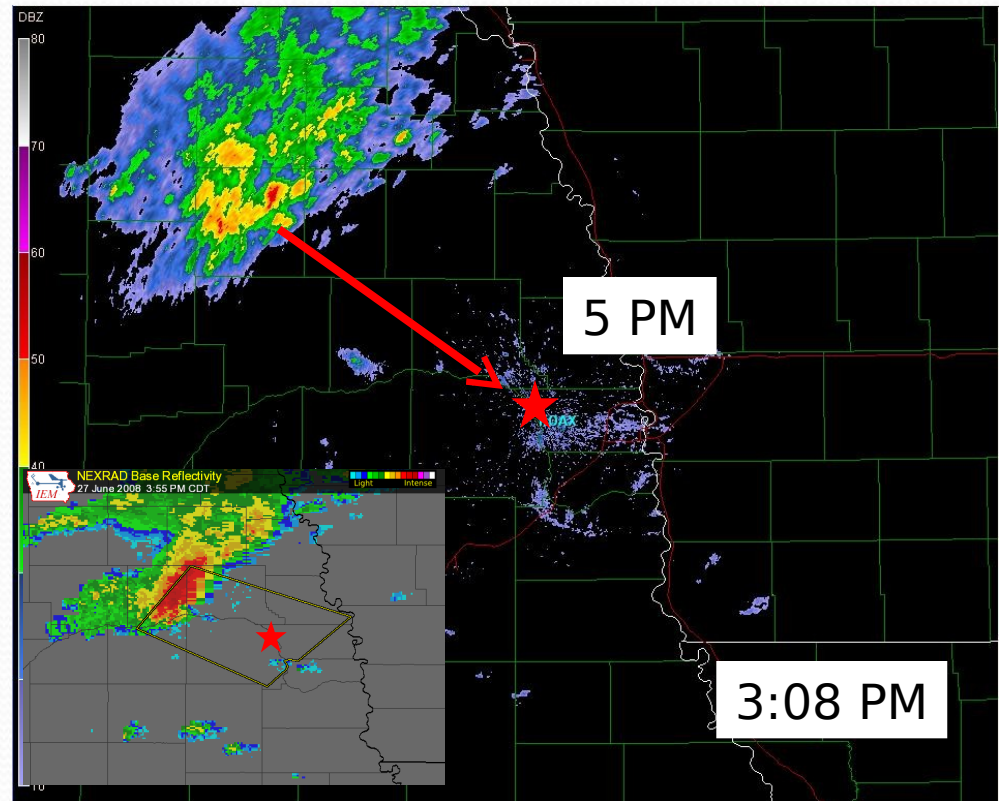 DBZ
80
70
60
50
40
10
5 PM
OAX
IEM
NEXRAD Base Reflectivity
27 June 2008 3:55 PM CDT
Light
Intense
3:08 PM